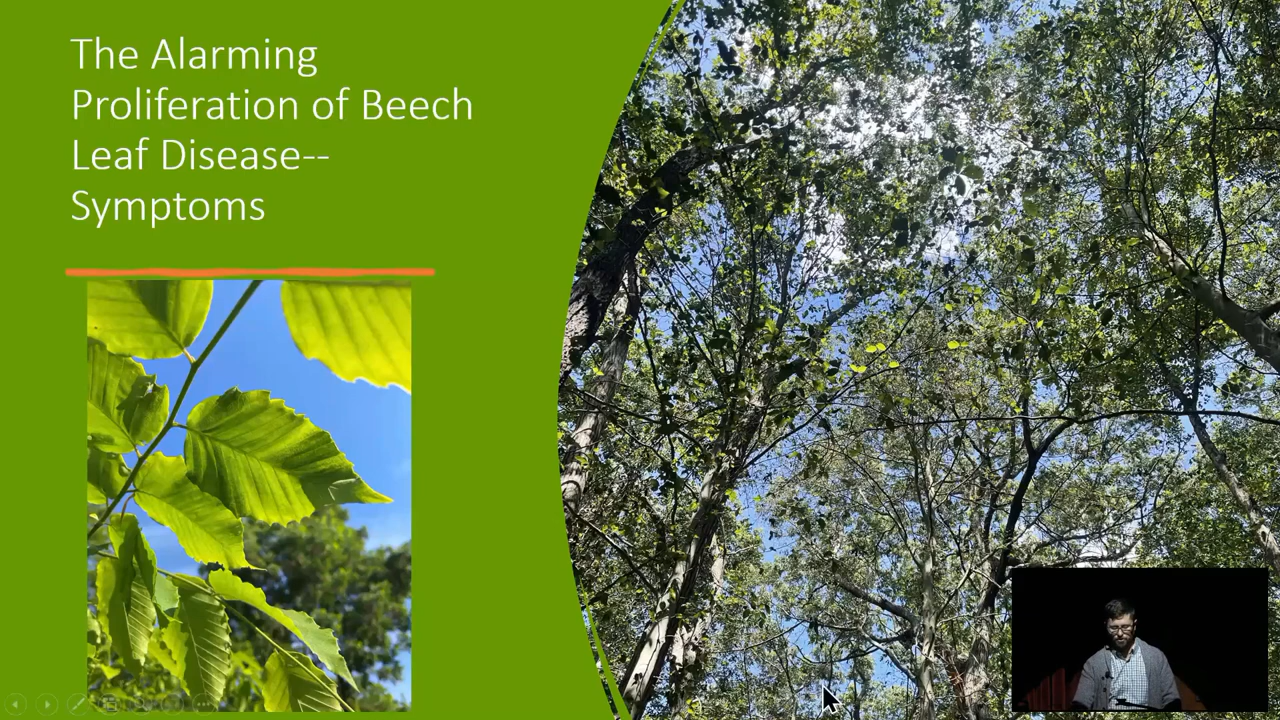 The Alarming
Proliferation of Beech
Leaf Disease--
Symptoms